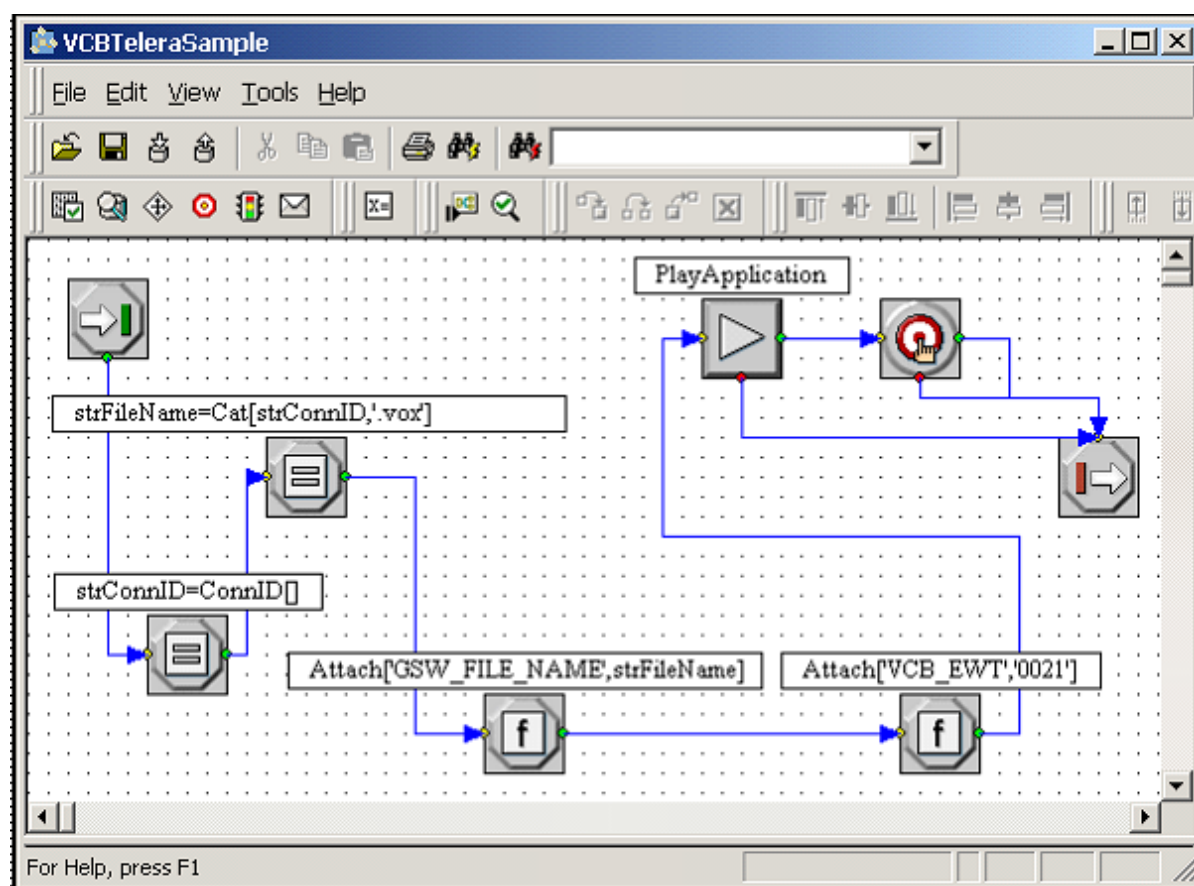 VCBTeleraSample
File Edit View Tools Help
X=
PlayApplication
strFileName=Cat[strConnID,'.vox']
strConnID=ConnID[]
Attach['GSW_FILE_NAME',strFileName]
Attach['VCB_EWT','0021']
f
f
For Help, press F1